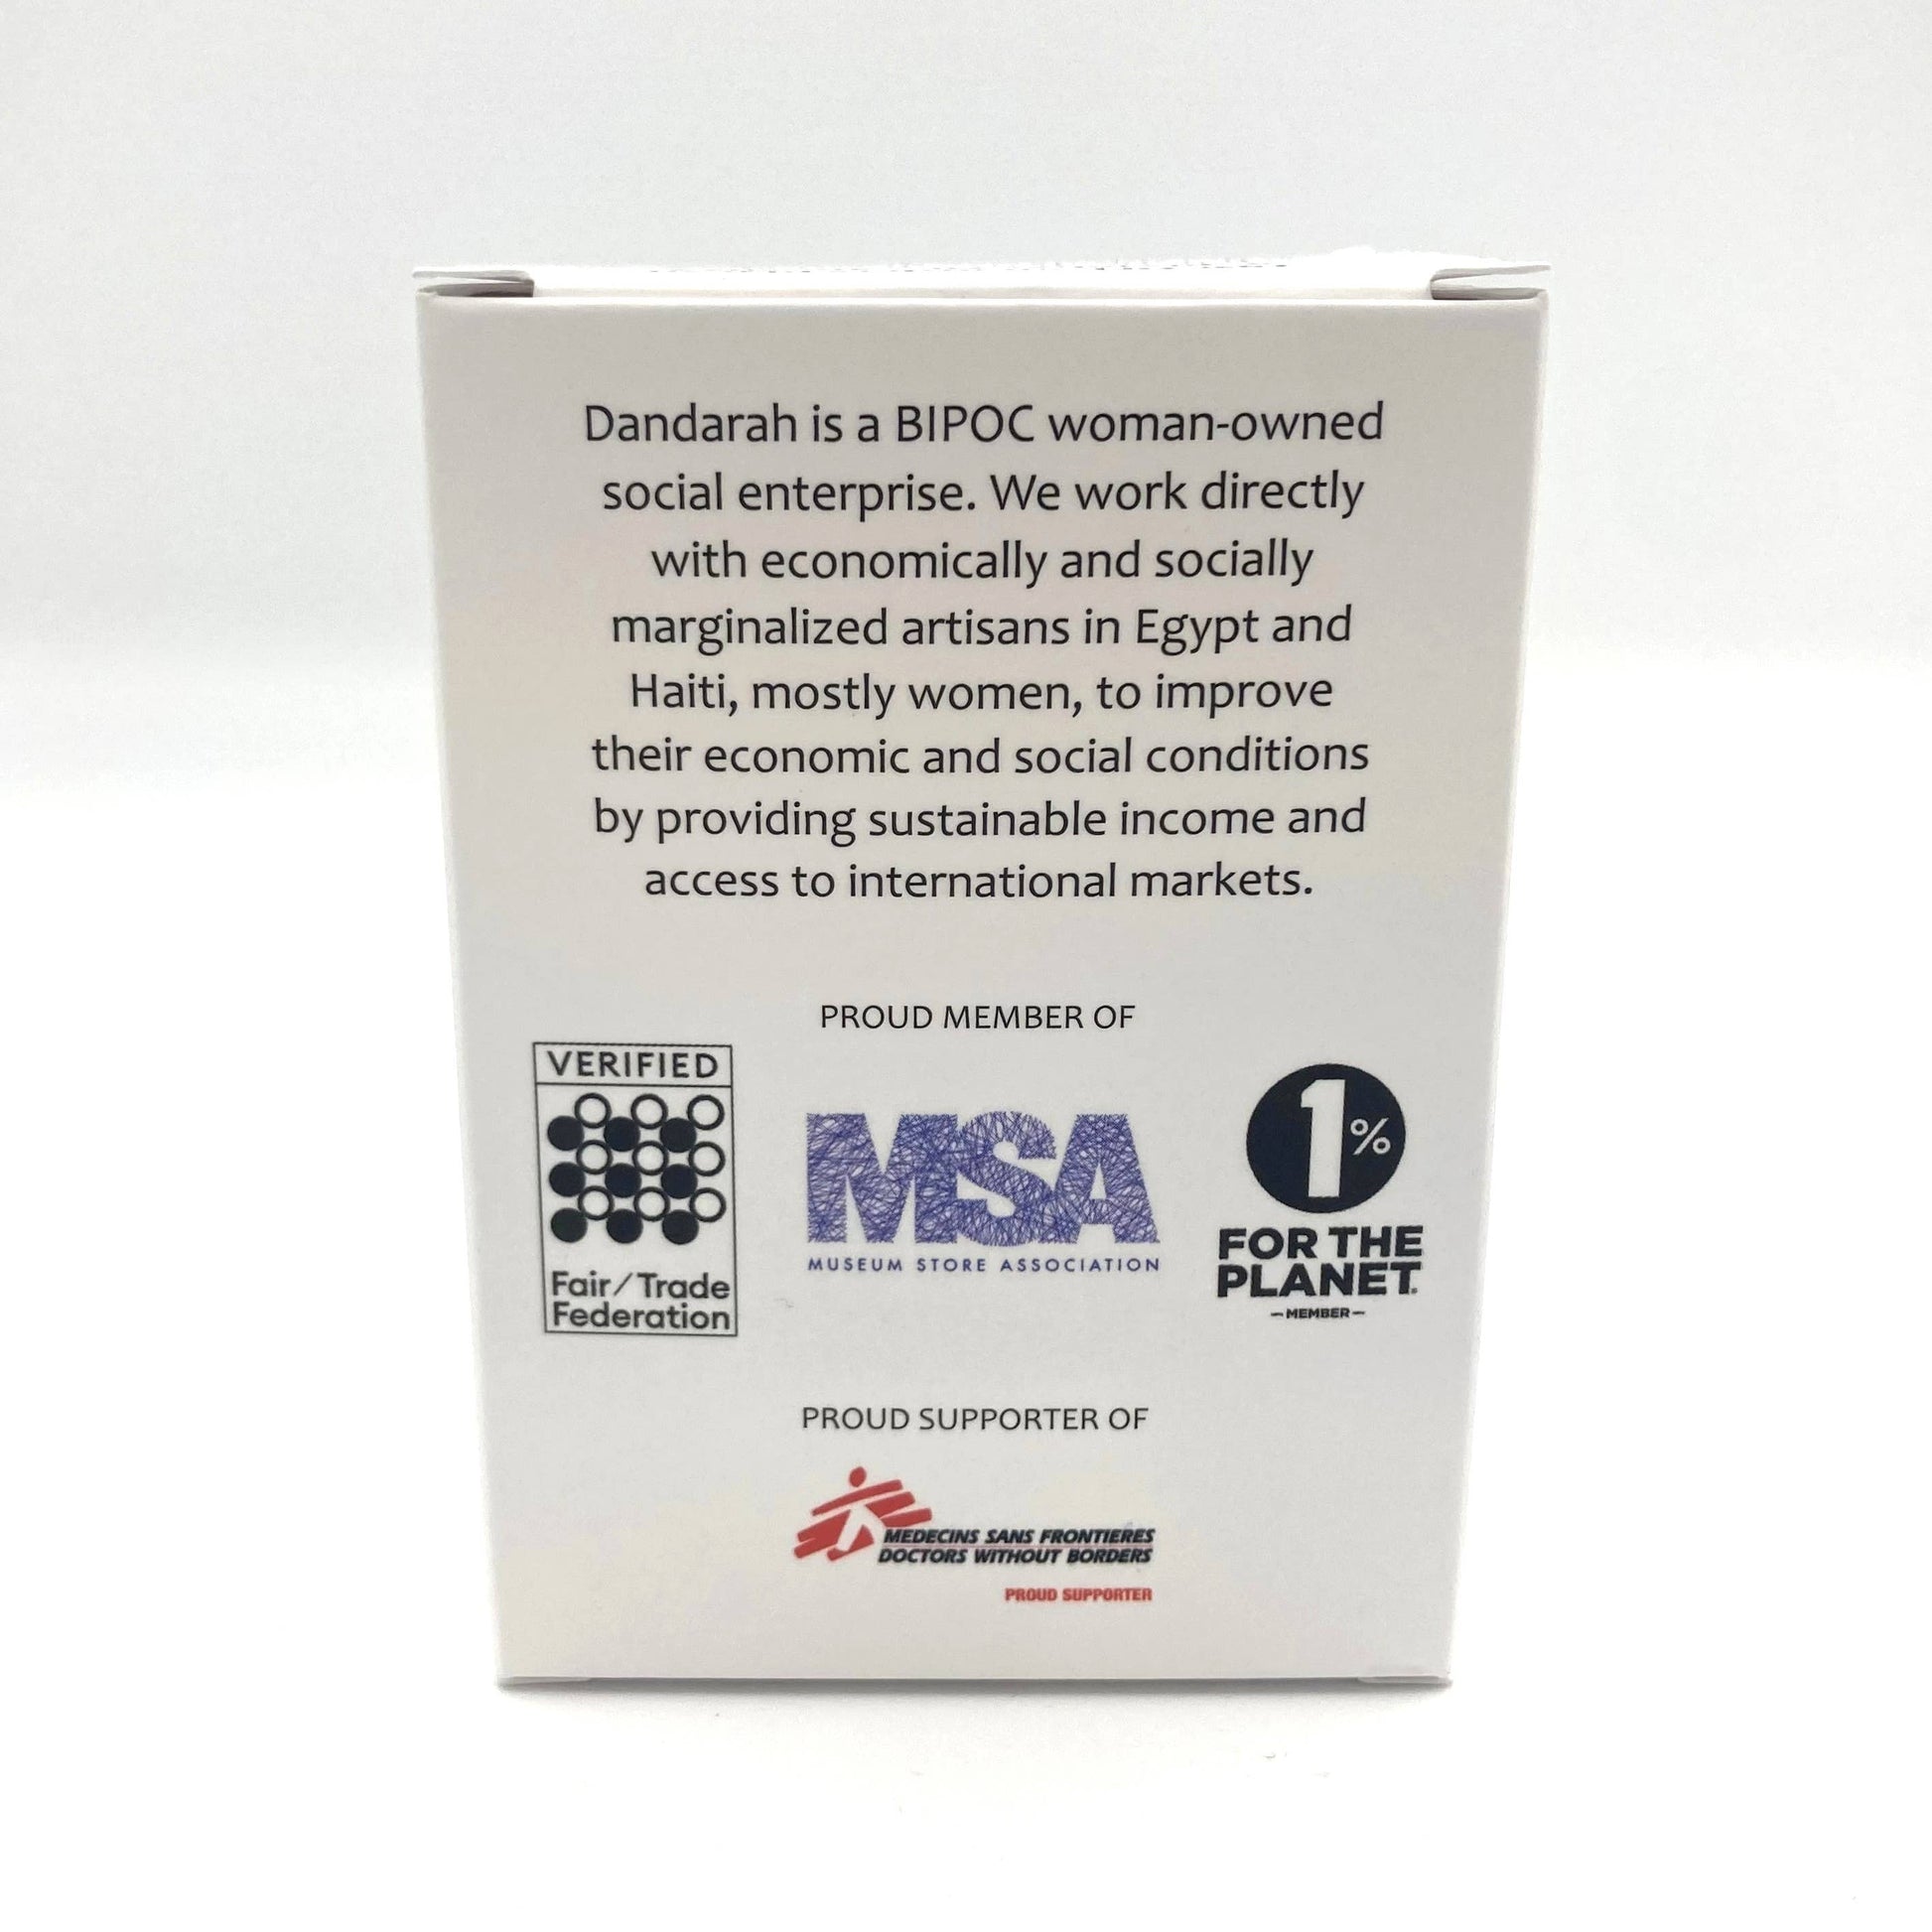 Dandarah is a BIPOC woman-owned
social enterprise. We work directly
with economically and socially
marginalized artisans in Egypt and
Haiti, mostly women, to improve
their economic and social conditions
by providing sustainable income and
access to international markets.
PROUD MEMBER OF
VERIFIED
Fair/Trade
Federation
MSA
MUSEUM STORE ASSOCIATION
1%
FOR THE
PLANET.
MEMBER
PROUD SUPPORTER OF
MEDECINS SANS FRONTIERES
DOCTORS WITHOUT BORDERS
PROUD SUPPORTER